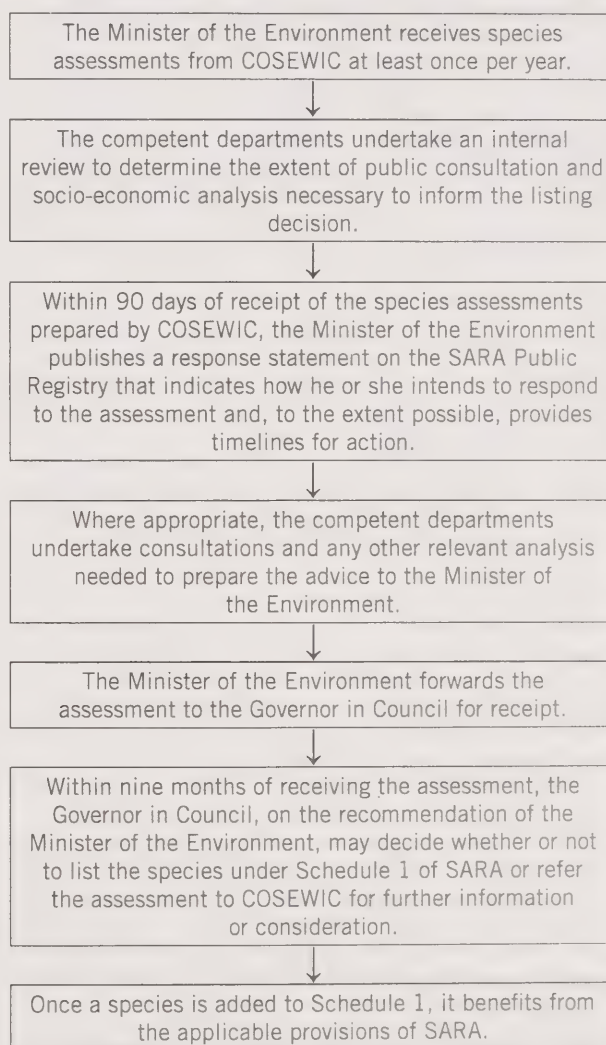 The Minister of the Environment receives species
assessments from COSEWIC at least once per year.
The competent departments undertake an internal
review to determine the extent of public consultation and
socio-economic analysis necessary to inform the listing
decision.
Within 90 days of receipt of the species assessments
prepared by COSEWIC, the Minister of the Environment
publishes a response statement on the SARA Public
Registry that indicates how he or she intends to respond
to the assessment and, to the extent possible, provides
timelines for action.
Where appropriate, the competent departments
undertake consultations and any other relevant analysis
needed to prepare the advice to the Minister of
the Environment.
The Minister of the Environment forwards the
assessment to the Governor in Council for receipt.
Within nine months of receiving the assessment, the
Governor in Council, on the recommendation of the
Minister of the Environment, may decide whether or not
to list the species under Schedule 1 of SARA or refer
the assessment to COSEWIC for further information
or consideration.
Once a species is added to Schedule 1, it benefits from
the applicable provisions of SARA.